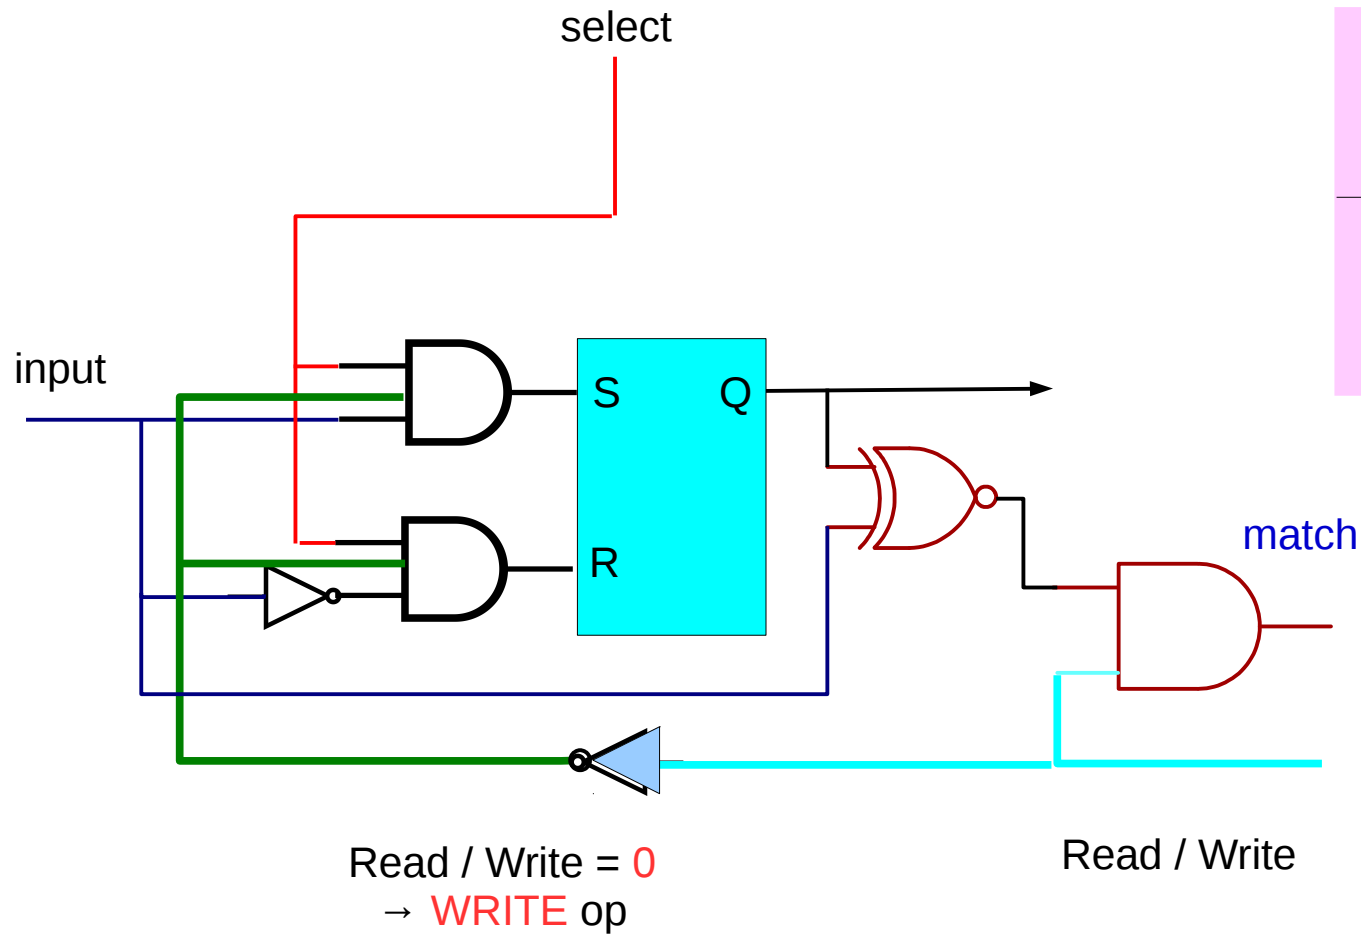 select
input
S
Q
R
match
Read / Write
Read / Write = 0
→ WRITE op